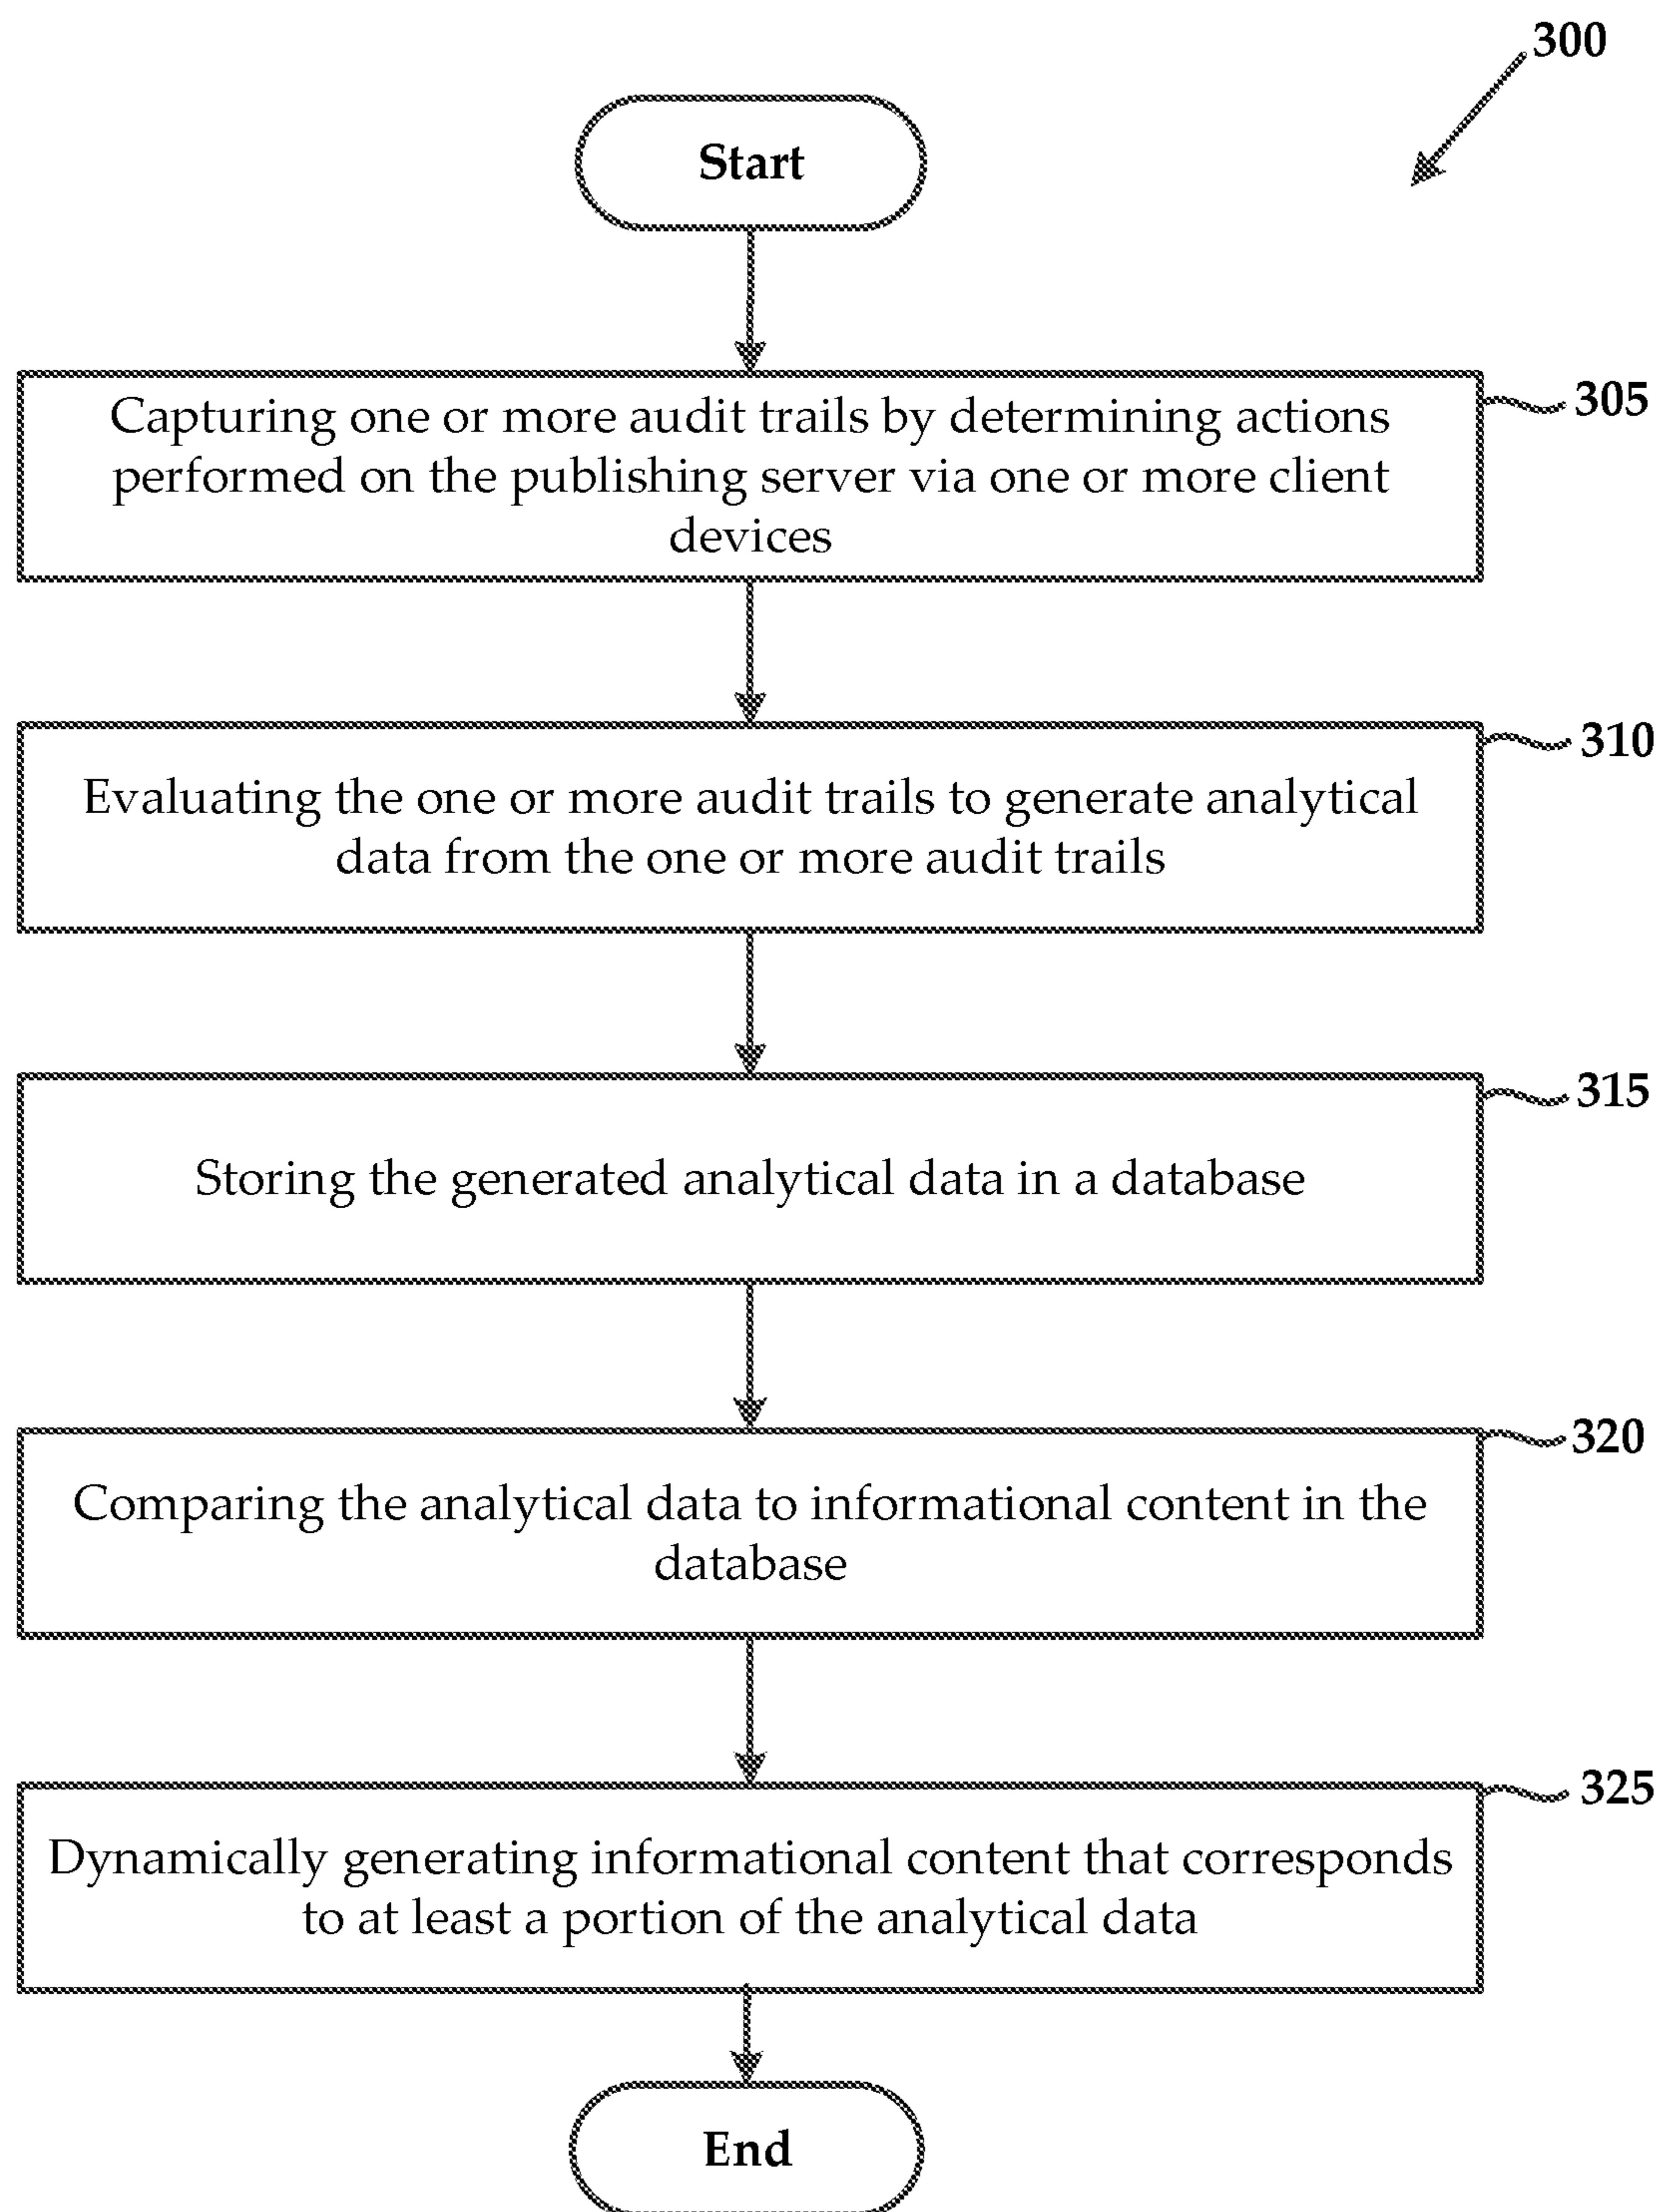 300
Start
Capturing one or more audit trails by determining actions
performed on the publishing server via one or more client
devices
305
Evaluating the one or more audit trails to generate analytical
data from the one or more audit trails
310
Storing the generated analytical data in a database
315
Comparing the analytical data to informational content in the
database
320
Dynamically generating informational content that corresponds
to at least a portion of the analytical data
325
End